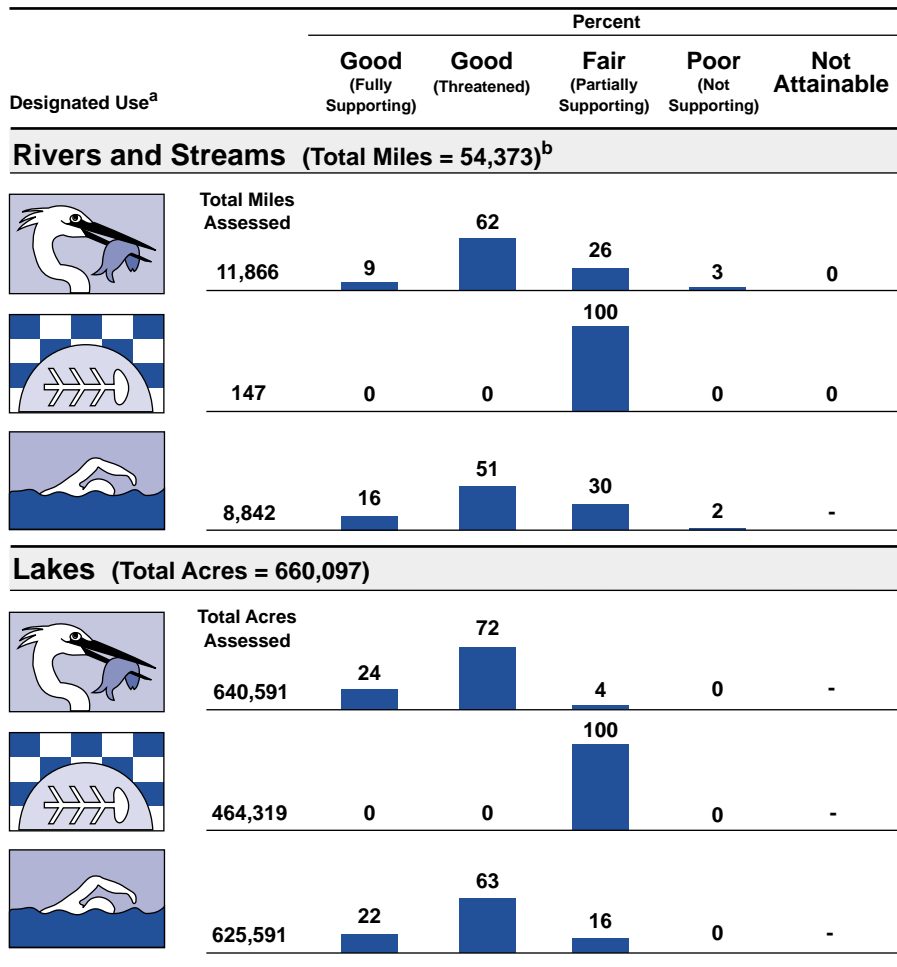 Percent
Designated Useᵃ
Good (Fully Supporting)
Good (Threatened)
Fair (Partially Supporting)
Poor (Not Supporting)
Not Attainable
Rivers and Streams (Total Miles = 54,373)ᵇ
Total Miles Assessed
11,866 9 62 26 3 0
147 0 0 100 0 0
8,842 16 51 30 2 -
Lakes (Total Acres = 660,097)
Total Acres Assessed
640,591 24 72 4 0 -
464,319 0 0 100 0 -
625,591 22 63 16 0 -